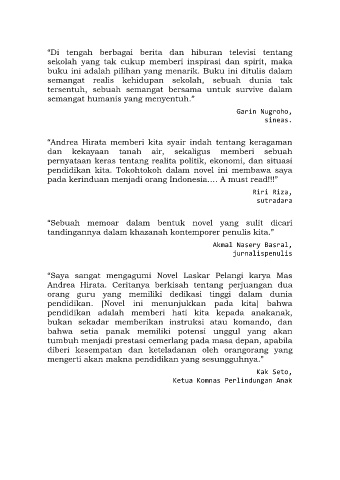 “Di tengah berbagai berita dan hiburan televisi tentang
sekolah yang tak cukup memberi inspirasi dan spirit, maka
buku ini adalah pilihan yang menarik. Buku ini ditulis dalam
semangat realis kehidupan sekolah, sebuah dunia tak
tersentuh, sebuah semangat bersama untuk survive dalam
semangat humanis yang menyentuh.”
Garin Nugroho,
sineas.
“Andrea Hirata memberi kita syair indah tentang keragaman
dan kekayaan tanah air, sekaligus memberi sebuah
pernyataan keras tentang realita politik, ekonomi, dan situasi
pendidikan kita. Tokohtokoh dalam novel ini membawa saya
pada kerinduan menjadi orang Indonesia.... A must read!!!”
Riri Riza,
sutradara
“Sebuah memoar dalam bentuk novel yang sulit dicari
tandingannya dalam khazanah kontemporer penulis kita.”
Akmal Nasery Basral,
jurnalispenulis
“Saya sangat mengagumi Novel Laskar Pelangi karya Mas
Andrea Hirata. Ceritanya berkisah tentang perjuangan dua
orang guru yang memiliki dedikasi tinggi dalam dunia
pendidikan. [Novel ini menunjukkan pada kita] bahwa
pendidikan adalah memberi hati kita kepada anakanak,
bukan sekadar memberikan instruksi atau komando, dan
bahwa setia panak memiliki potensi unggul yang akan
tumbuh menjadi prestasi cemerlang pada masa depan, apabila
diberi kesempatan dan keteladanan oleh orangorang yang
mengerti akan makna pendidikan yang sesungguhnya.”
Kak Seto,
Ketua Komnas Perlindungan Anak